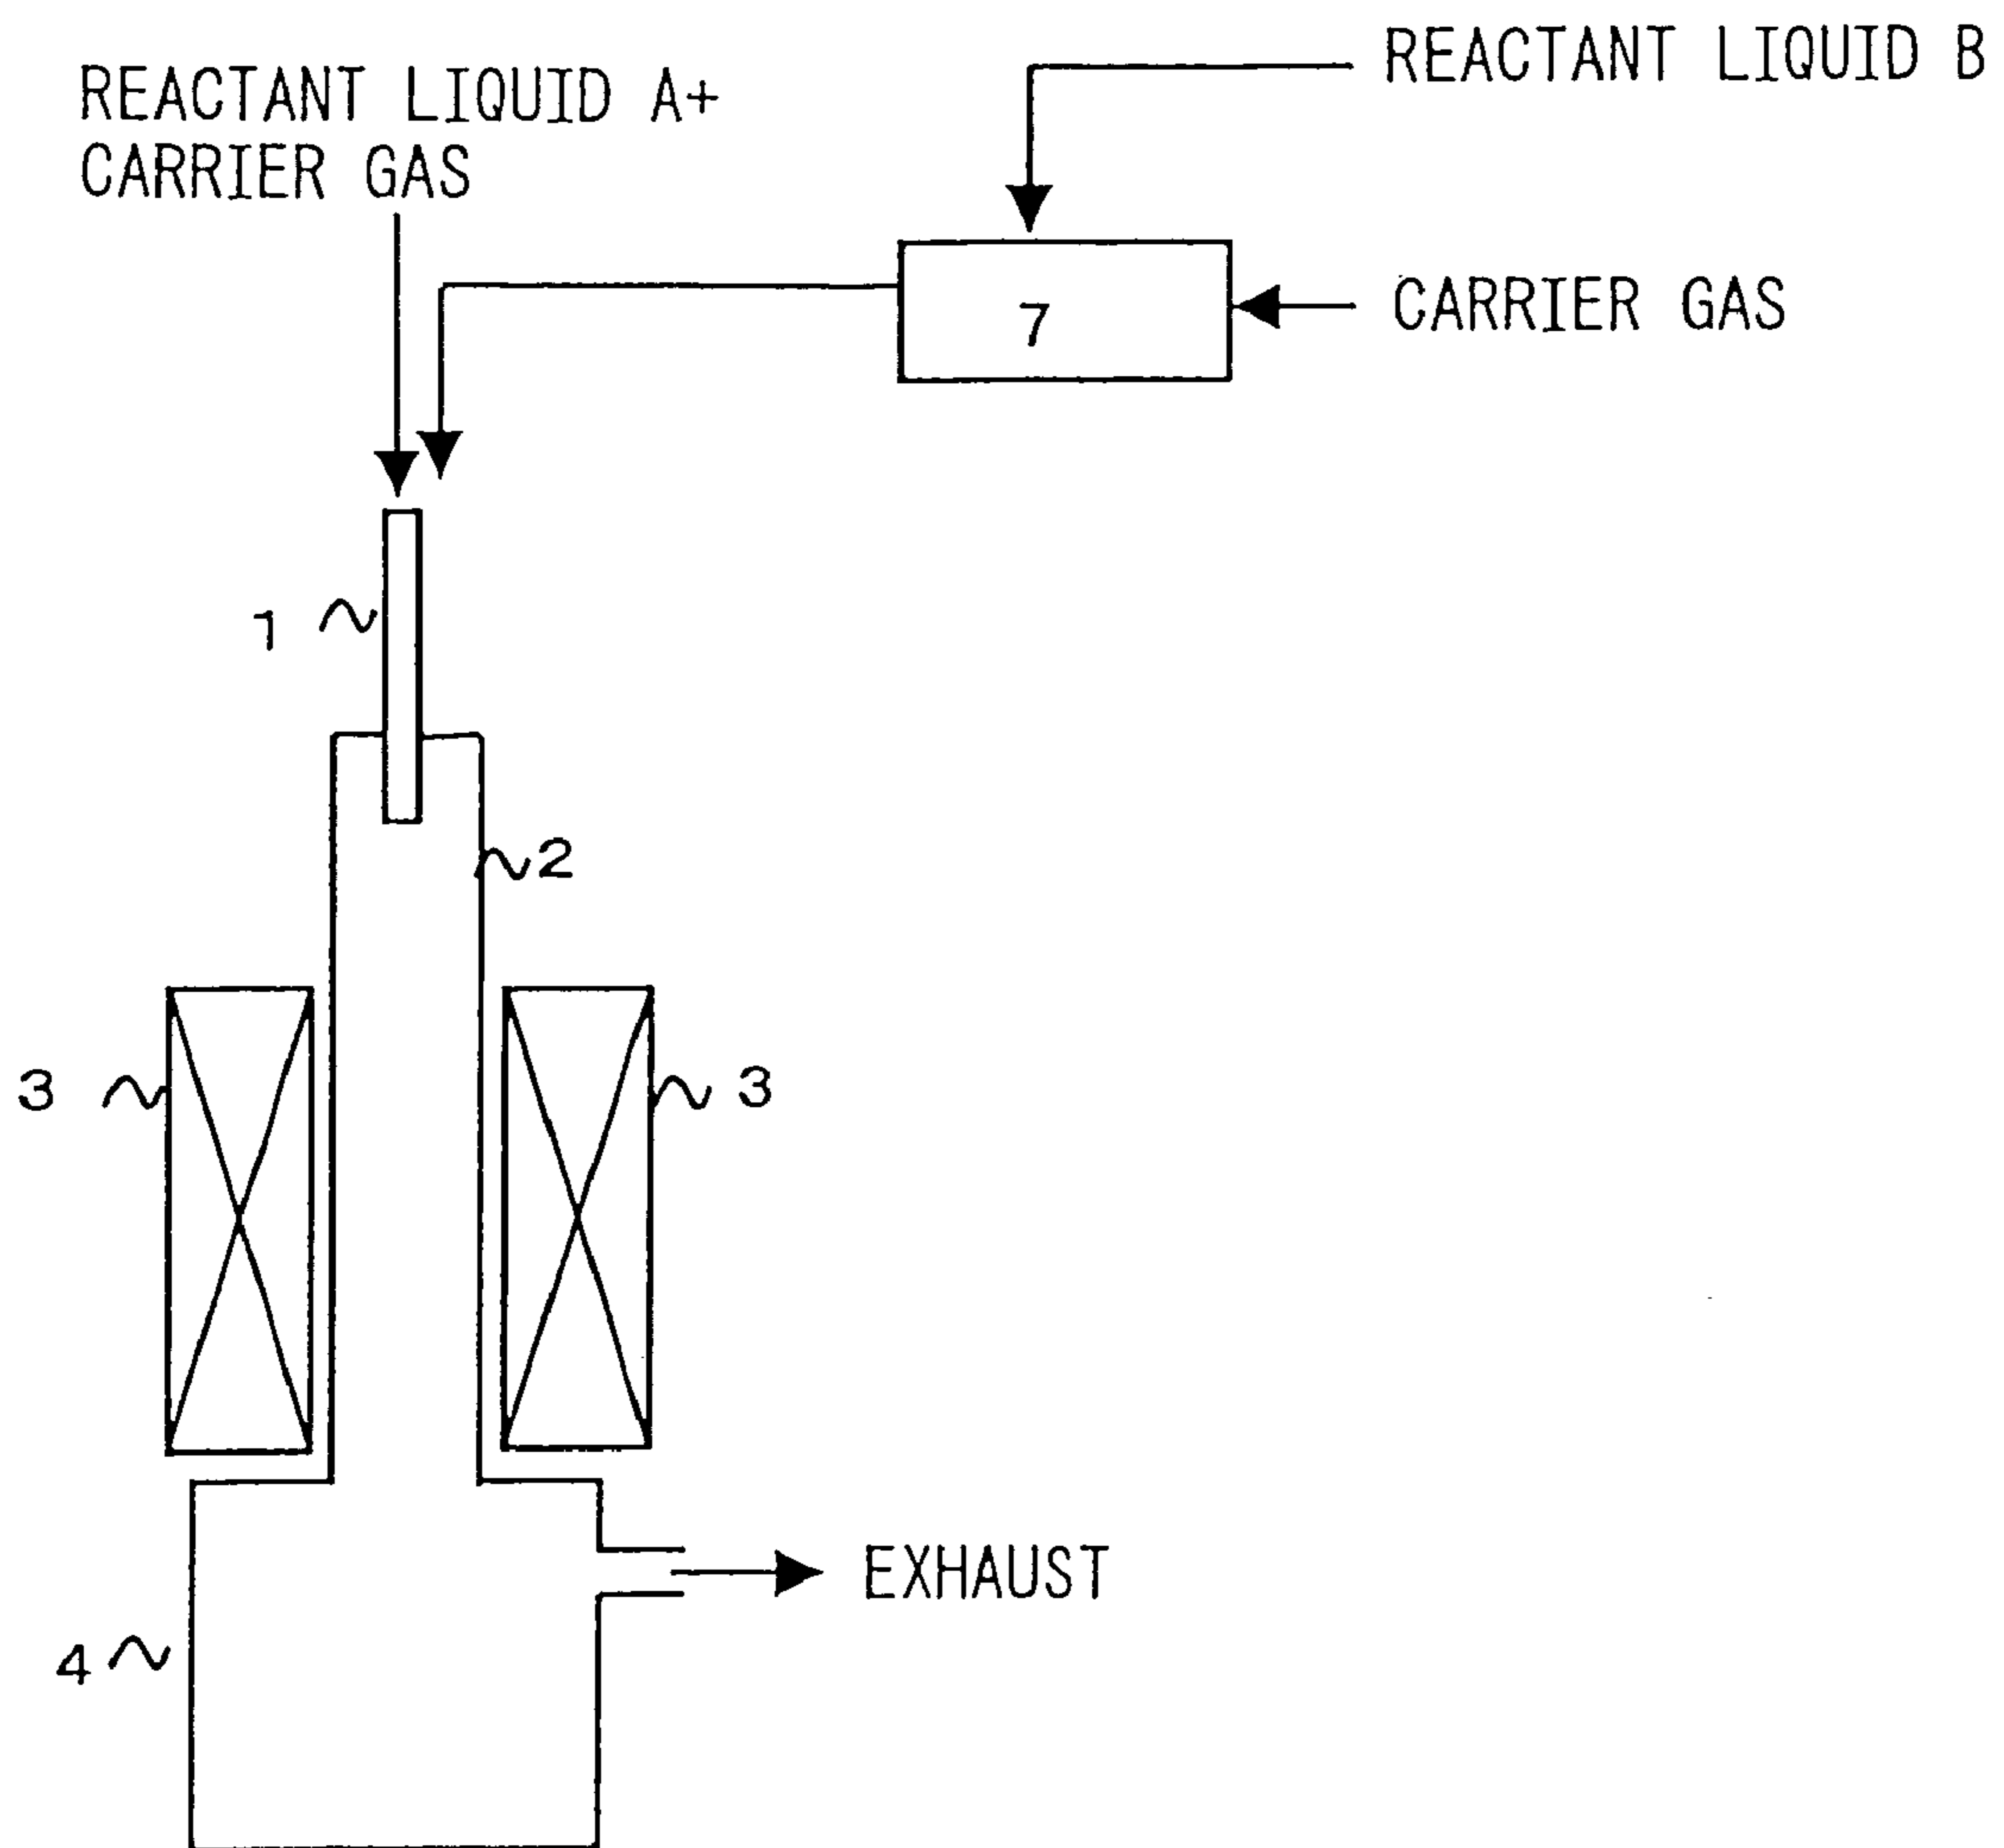 REACTANT LIQUID A+
CARRIER GAS
REACTANT LIQUID B
7
CARRIER GAS
1
2
3
3
EXHAUST
4